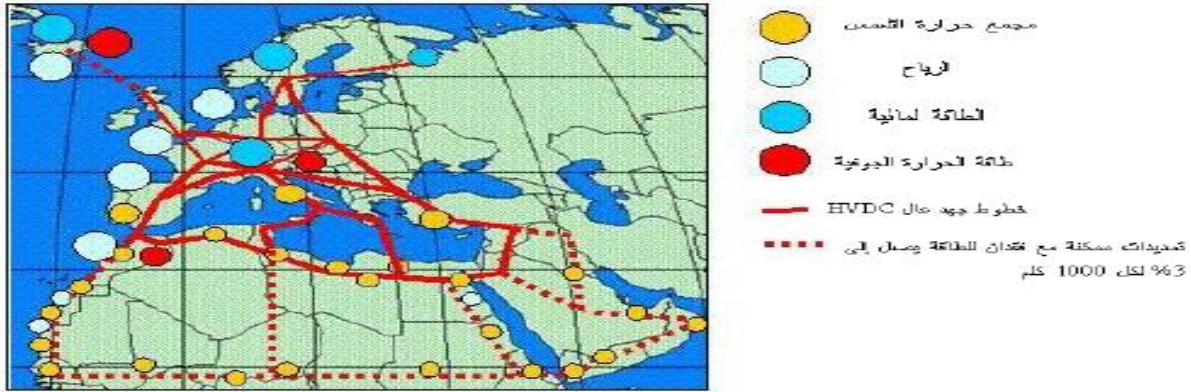 مجمع حرارة الشمس
الرياح
الطاقة لمائية
طاقة الحرارة الجوفية
خطوط جهد عال HVDC
تمديدات ممكنة مع فقدان للطاقة يصل إلى
3% لكل 1000 كلم